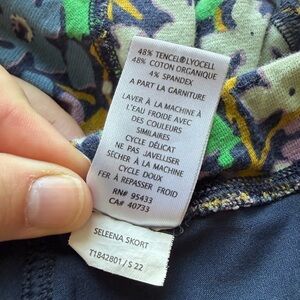 48% TENCEL®LYOCELL
48% COTON ORGANIQUE
4% SPANDEX
A PART LA GARNITURE
LAVER À LA MACHINE À
L'EAU FROIDE AVEC
DES COULEURS
SIMILAIRES
CYCLE DÉLICAT
NE PAS JAVELLISER
SÉCHER À LA MACHINE
CYCLE DOUX
FER À REPASSER FROID
RN# 95433
CA# 40733
SELEENA SKORT
T1842801 / S 22